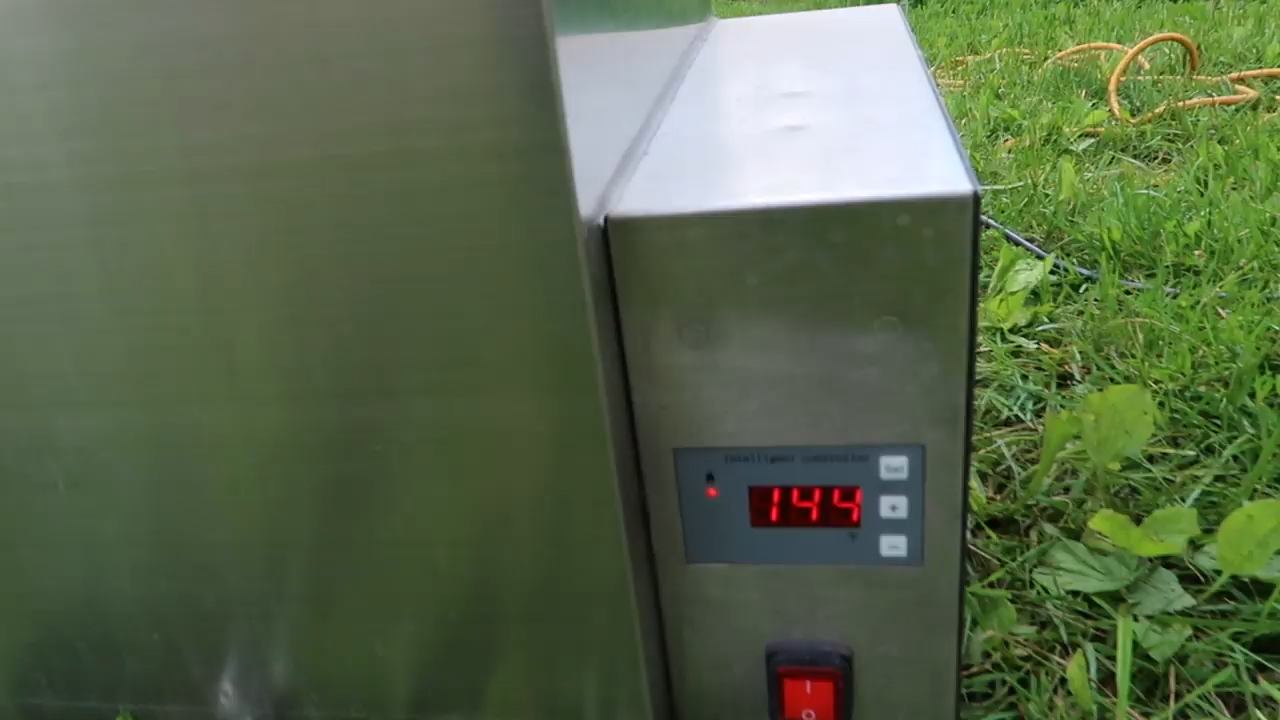 Intelligent controller
Set
144
+
-
°F
I
O